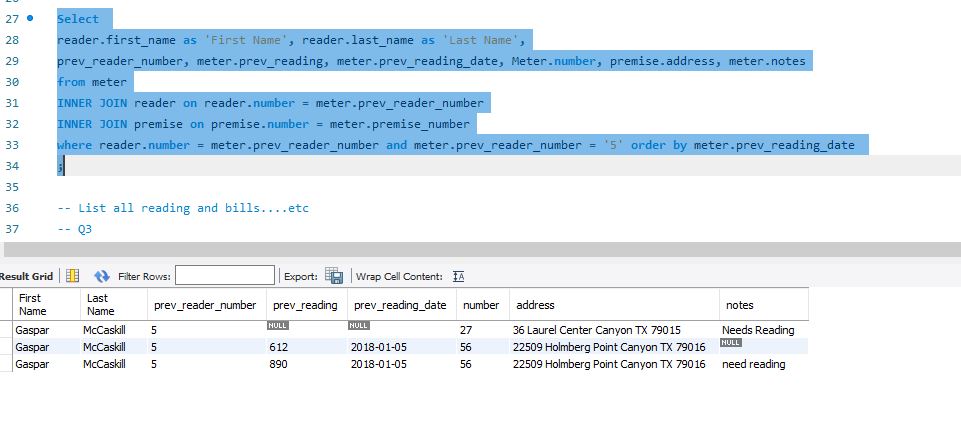 27 Select
28 reader.first_name as 'First Name', reader.last_name as 'Last Name',
29 prev_reader_number, meter.prev_reading, meter.prev_reading_date, Meter.number, premise.address, meter.notes
30 from meter
31 INNER JOIN reader on reader.number = meter.prev_reader_number
32 INNER JOIN premise on premise.number = meter.premise_number
33 where reader.number = meter.prev_reader_number and meter.prev_reader_number = '5' order by meter.prev_reading_date
34 ;
35
36 -- List all reading and bills....etc
37 -- Q3
Result Grid Filter Rows: Export: Wrap Cell Content: IA
First Name Last Name prev_reader_number prev_reading prev_reading_date number address notes
Gaspar McCaskill 5 NULL NULL 27 36 Laurel Center Canyon TX 79015 Needs Reading
Gaspar McCaskill 5 612 2018-01-05 56 22509 Holmberg Point Canyon TX 79016 NULL
Gaspar McCaskill 5 890 2018-01-05 56 22509 Holmberg Point Canyon TX 79016 need reading